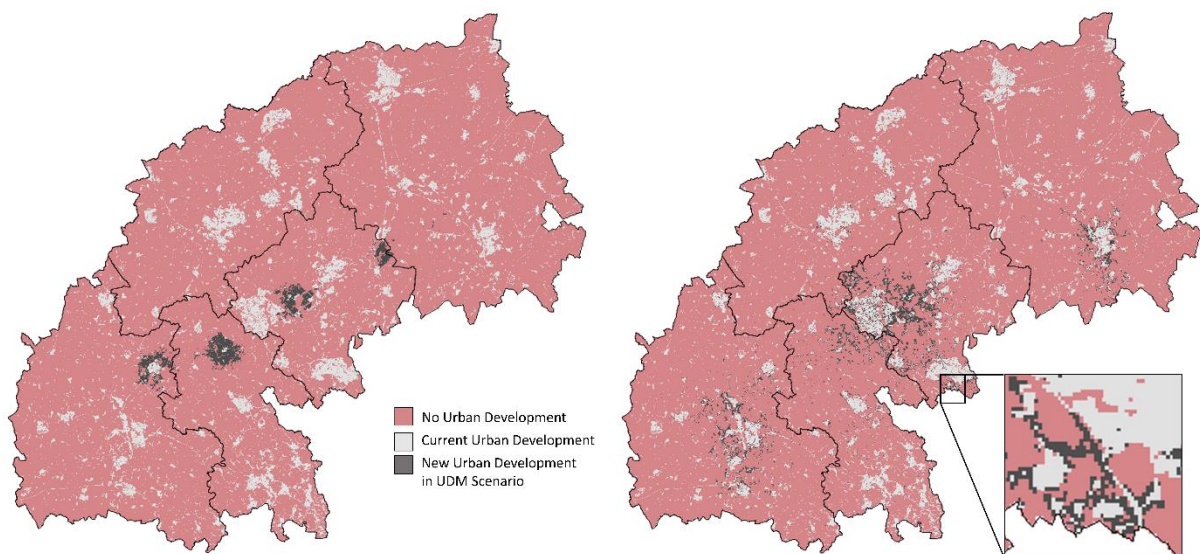 No Urban Development
Current Urban Development
New Urban Development
in UDM Scenario